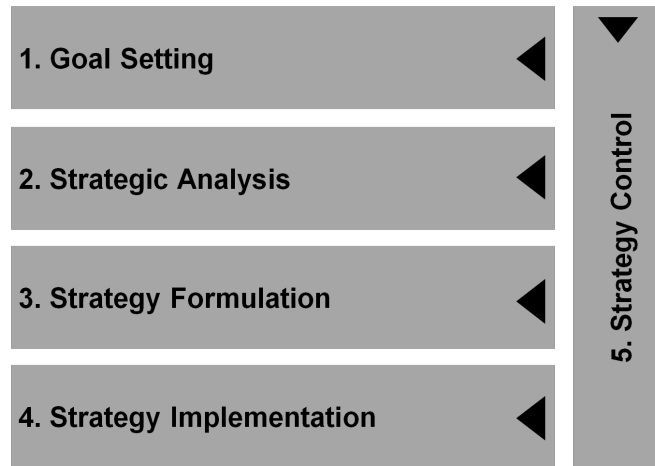 1. Goal Setting
2. Strategic Analysis
3. Strategy Formulation
4. Strategy Implementation
5. Strategy Control